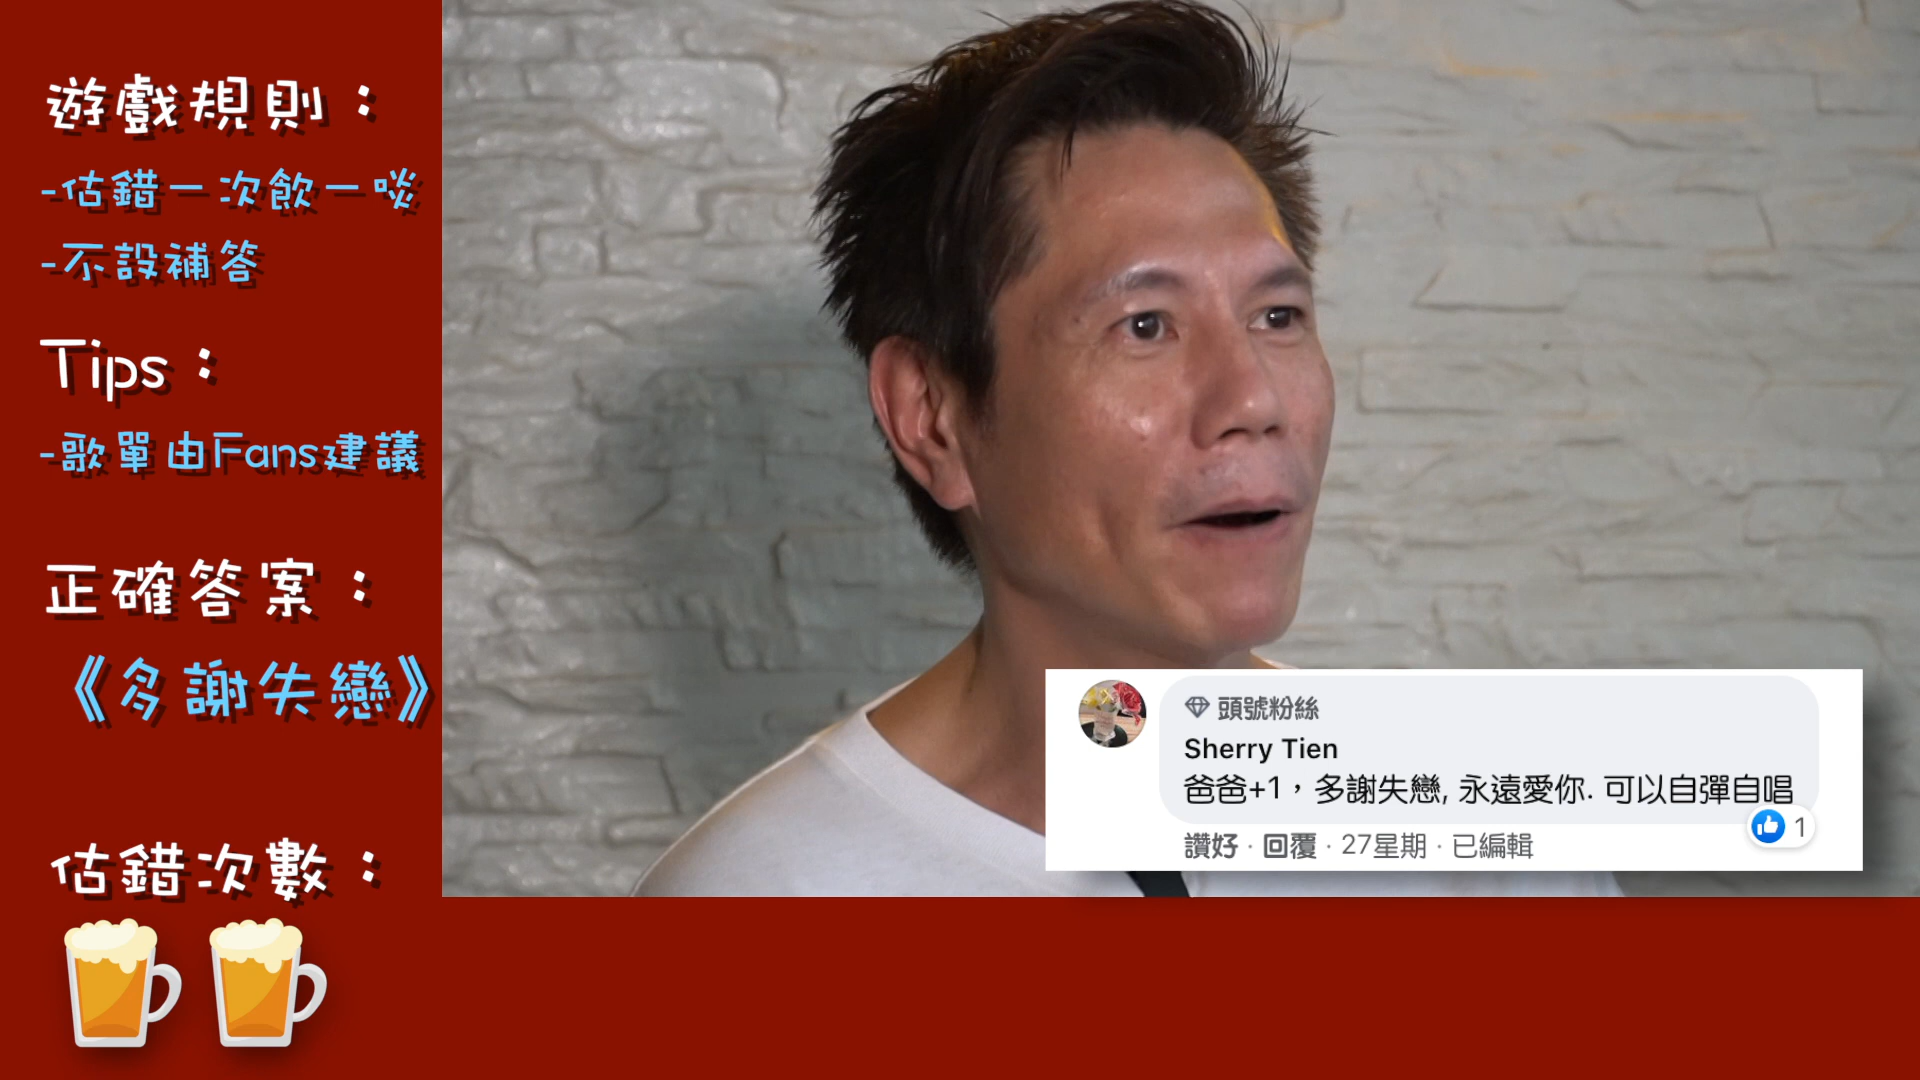 遊戲規則：
-估錯一次飲一啖
-不設補答
Tips：
-歌單由Fans建議
正確答案：
《多謝失戀》
估錯次數：
頭號粉絲
Sherry Tien
爸爸+1，多謝失戀, 永遠愛你. 可以自彈自唱
1
讚好 · 回覆 · 27星期 · 已編輯